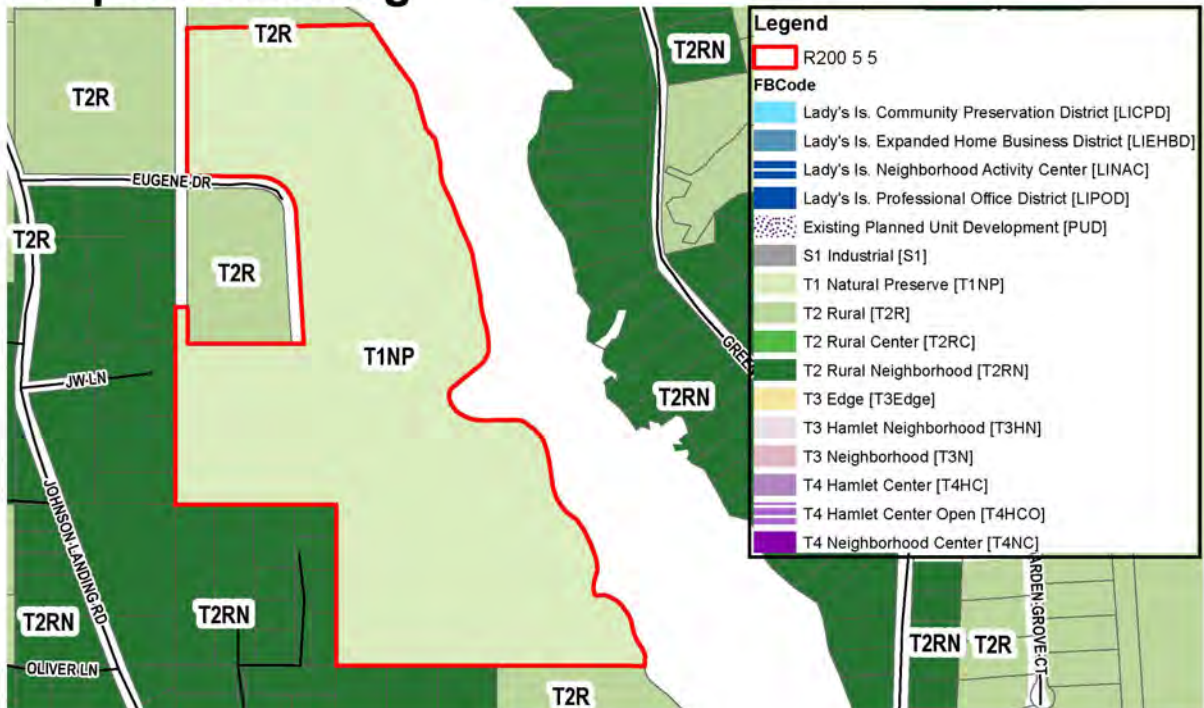 T2R
T2RN
T2R
EUGENE DR
T2R
T2R
T1NP
JW LN
T2RN
JOHNSON LANDING RD
T2RN
T2RN
T2RN
T2R
OLIVER LN
T2R
ARDEN GROVE CT
Legend
R200 5 5
FBCode
Lady's Is. Community Preservation District [LICPD]
Lady's Is. Expanded Home Business District [LIEHBD]
Lady's Is. Neighborhood Activity Center [LINAC]
Lady's Is. Professional Office District [LIPOD]
Existing Planned Unit Development [PUD]
S1 Industrial [S1]
T1 Natural Preserve [T1NP]
T2 Rural [T2R]
T2 Rural Center [T2RC]
T2 Rural Neighborhood [T2RN]
T3 Edge [T3Edge]
T3 Hamlet Neighborhood [T3HN]
T3 Neighborhood [T3N]
T4 Hamlet Center [T4HC]
T4 Hamlet Center Open [T4HCO]
T4 Neighborhood Center [T4NC]